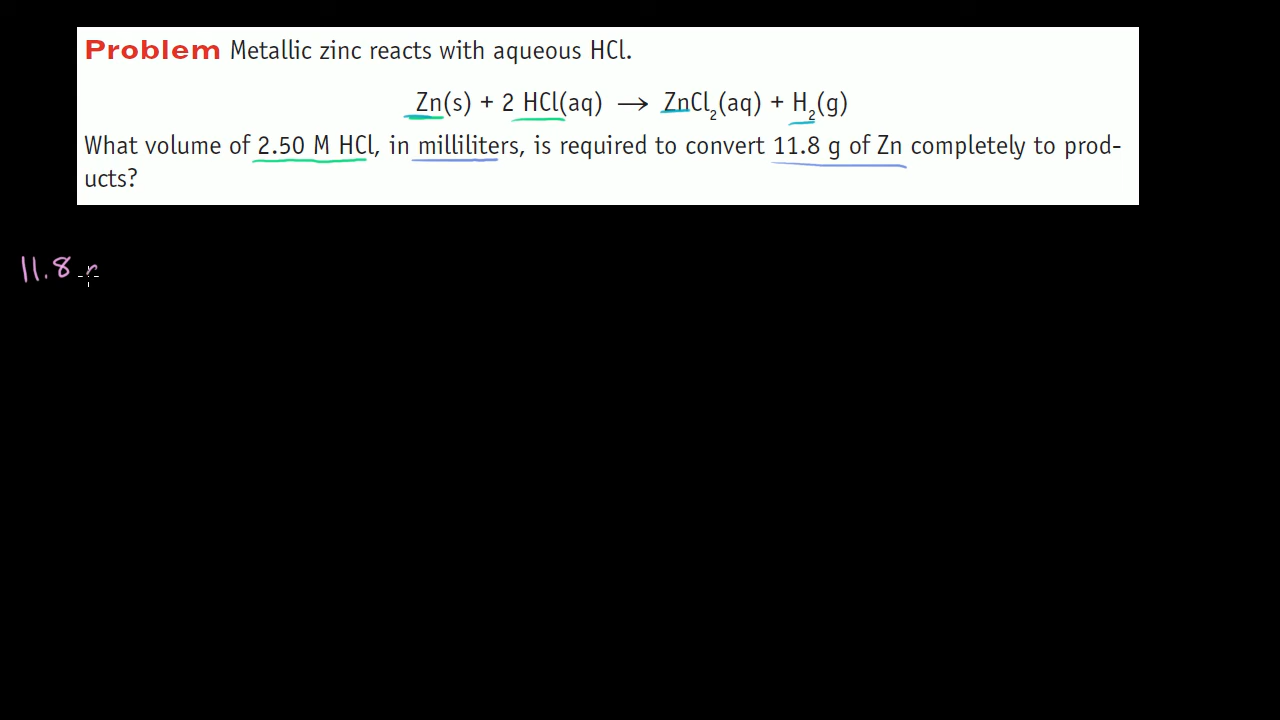 Problem Metallic zinc reacts with aqueous HCl.
Zn(s) + 2 HCl(aq) ⟶ ZnCl₂(aq) + H₂(g)
What volume of 2.50 M HCl, in milliliters, is required to convert 11.8 g of Zn completely to prod-
ucts?
11.8